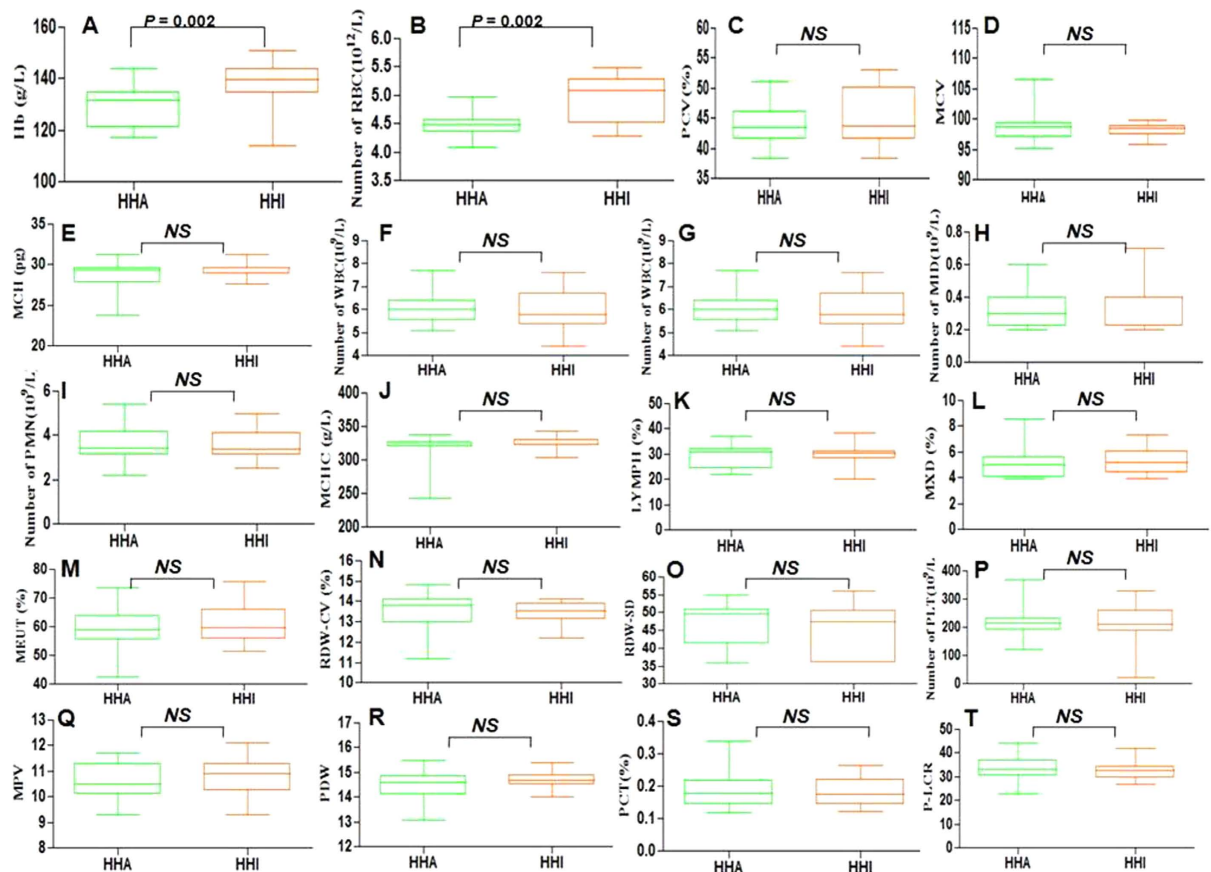 A
P = 0.002
Hb (g/L)
160
140
120
100
HHA
HHI
B
P = 0.002
Number of RBC(10¹²/L)
6.0
5.5
5.0
4.5
4.0
3.5
HHA
HHI
C
NS
PCV(%)
60
55
50
45
40
35
HHA
HHI
D
NS
MCV
115
110
105
100
95
90
HHA
HHI
E
NS
MCH (pg)
35
30
25
20
HHA
HHI
F
NS
Number of WBC(10⁹/L)
9
8
7
6
5
4
HHA
HHI
G
NS
Number of WBC(10⁹/L)
9
8
7
6
5
4
HHA
HHI
H
NS
Number of MID(10⁹/L)
0.8
0.6
0.4
0.2
0.0
HHA
HHI
I
NS
Number of PMN(10⁹/L)
6
4
2
0
HHA
HHI
J
NS
MCHC (g/L)
400
350
300
250
200
HHA
HHI
K
NS
LYMPH (%)
50
40
30
20
10
0
HHA
HHI
L
NS
MXD (%)
10
8
6
4
2
0
HHA
HHI
M
NS
MEUT (%)
80
70
60
50
40
HHA
HHI
N
NS
RDW-CV (%)
16
15
14
13
12
11
10
HHA
HHI
O
NS
RDW-SD
60
55
50
45
40
35
30
HHA
HHI
P
NS
Number of PLT(10⁹/L)
400
300
200
100
0
HHA
HHI
Q
NS
MPV
13
12
11
10
9
8
HHA
HHI
R
NS
PDW
17
16
15
14
13
12
HHA
HHI
S
NS
PCT(%)
0.4
0.3
0.2
0.1
0.0
HHA
HHI
T
NS
P-LCR
50
40
30
20
10
0
HHA
HHI